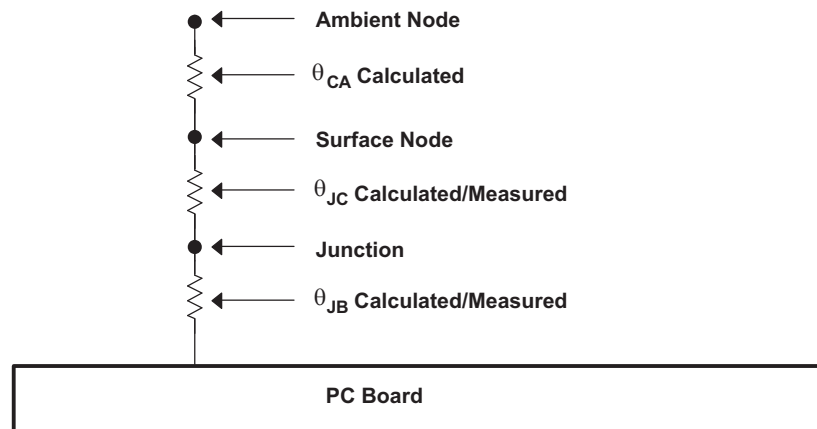 Ambient Node
θCA Calculated
Surface Node
θJC Calculated/Measured
Junction
θJB Calculated/Measured
PC Board